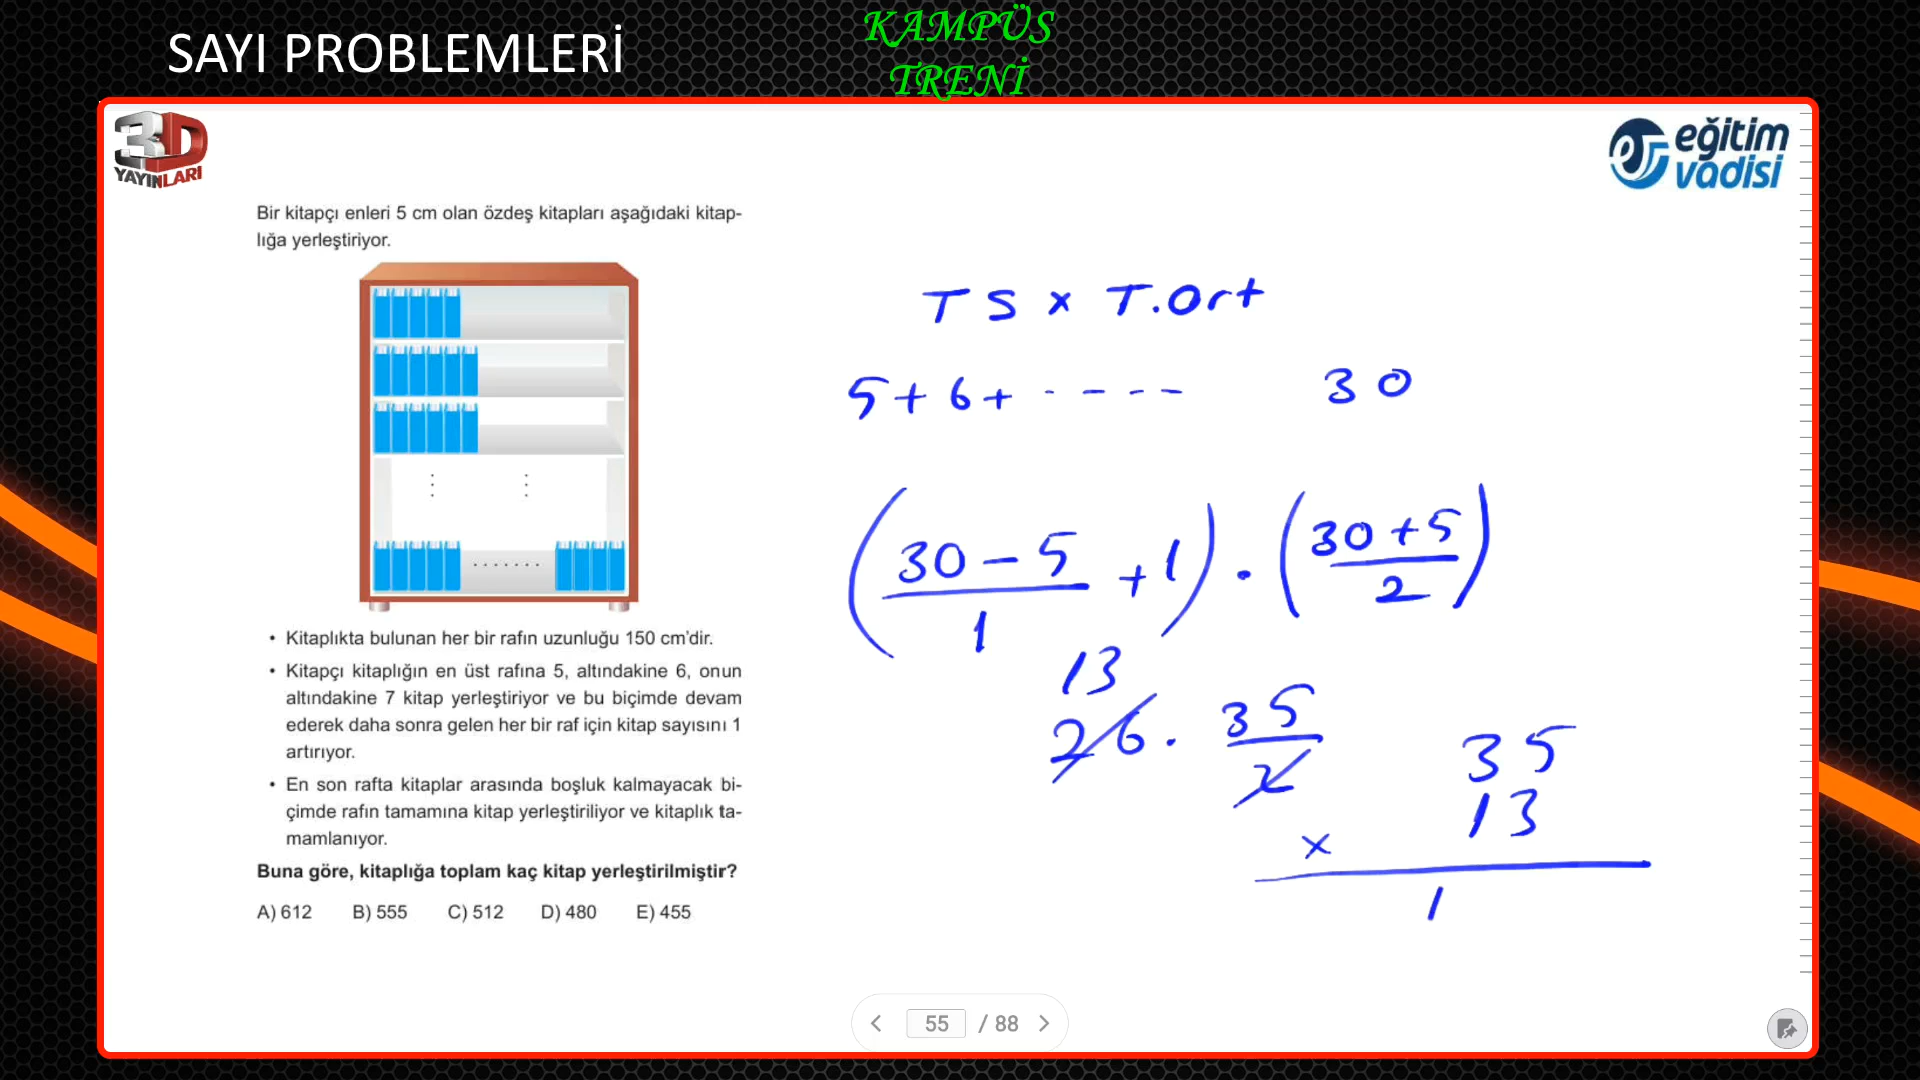 SAYI PROBLEMLERİ
KAMPÜS
TRENİ
3D
YAYINLARI
eğitim
vadisi
Bir kitapçı enleri 5 cm olan özdeş kitapları aşağıdaki kitap-
lığa yerleştiriyor.
• Kitaplıkta bulunan her bir rafın uzunluğu 150 cm'dir.
• Kitapçı kitaplığın en üst rafına 5, altındakine 6, onun
altındakine 7 kitap yerleştiriyor ve bu biçimde devam
ederek daha sonra gelen her bir raf için kitap sayısını 1
artırıyor.
• En son rafta kitaplar arasında boşluk kalmayacak bi-
çimde rafın tamamına kitap yerleştiriliyor ve kitaplık ta-
mamlanıyor.
Buna göre, kitaplığa toplam kaç kitap yerleştirilmiştir?
A) 612 B) 555 C) 512 D) 480 E) 455
TS x T.Ort
5+6+ ---- 30
(30-5/1 +1) . (30+5/2)
13
26 . 35/2
35
13
x
1
55 / 88